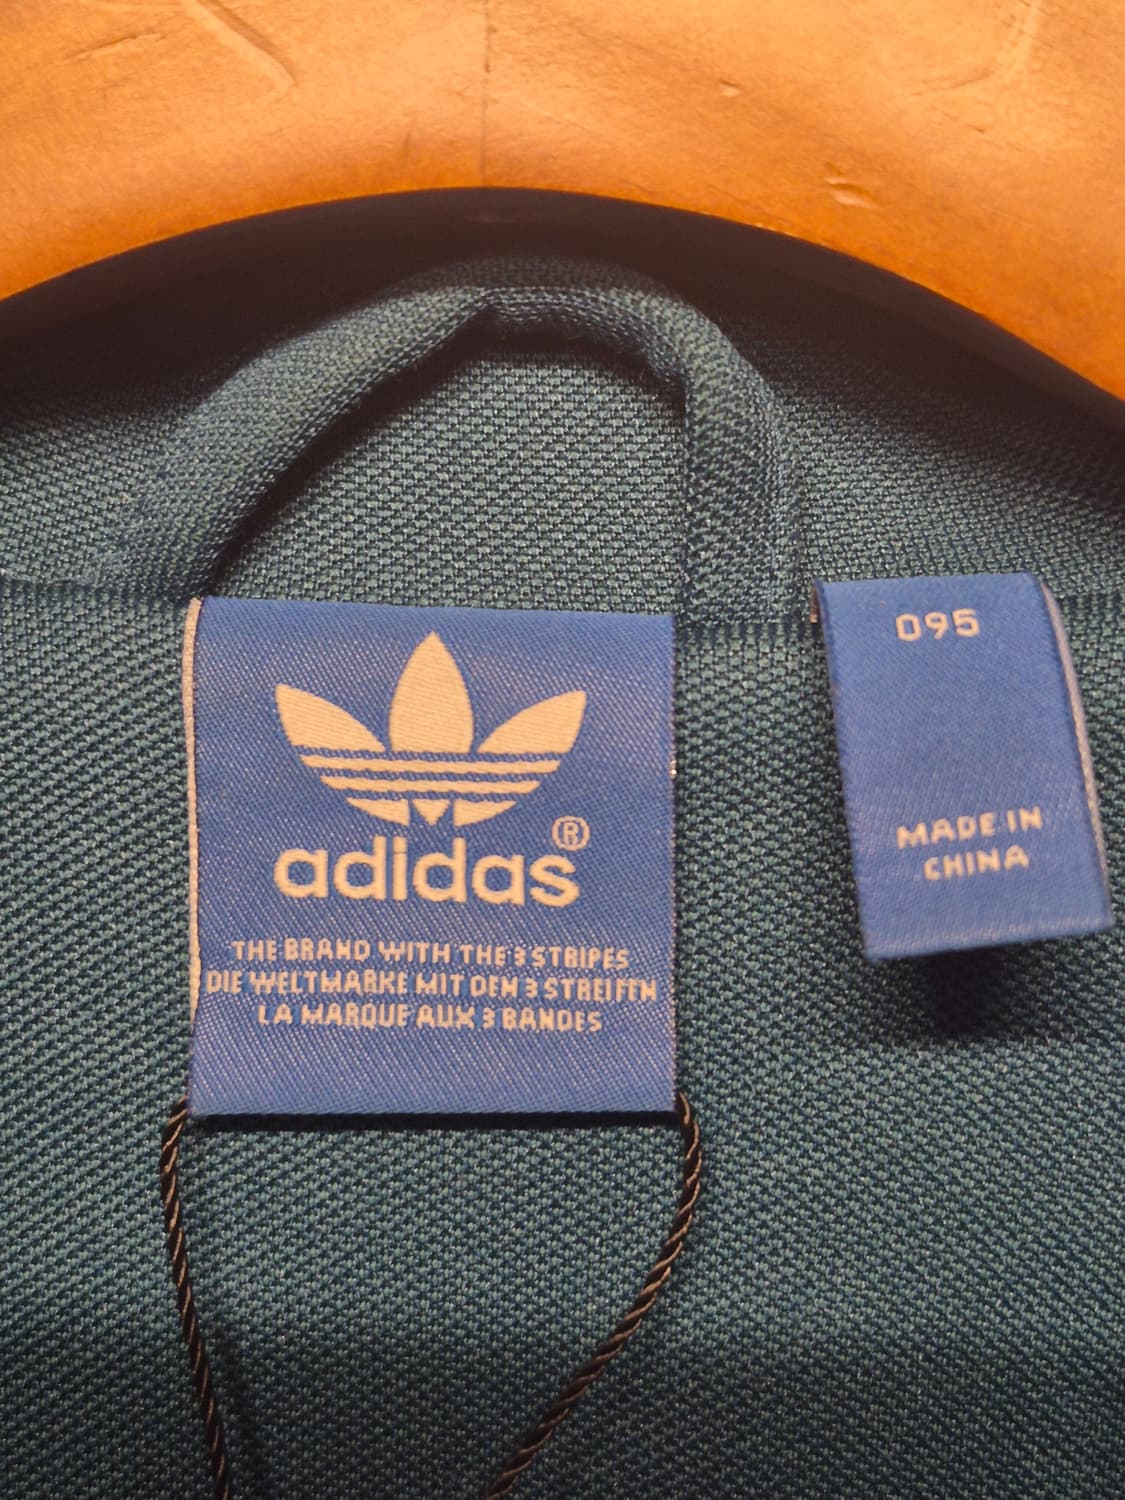 adidas®
THE BRAND WITH THE 3 STRIPES
DIE WELTMARKE MIT DEM 3 STREIFEN
LA MARQUE AUX 3 BANDES
095
MADE IN
CHINA